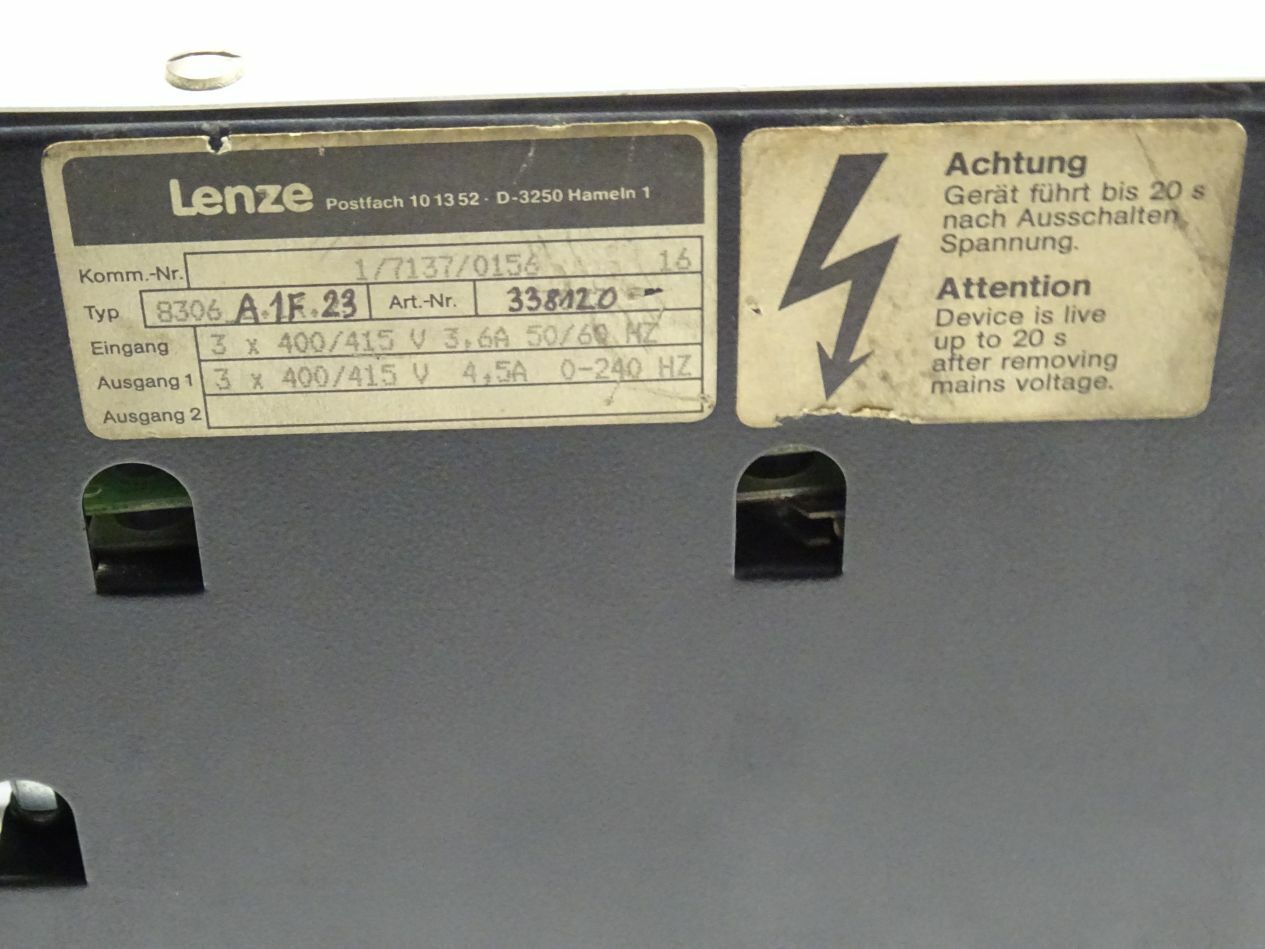 Lenze Postfach 10 13 52 · D-3250 Hameln 1
Komm.-Nr. 1/7137/0156 16
Typ 8306 A.1F.23 Art.-Nr. 338120 -
Eingang 3 x 400/415 V 3,6A 50/60 HZ
Ausgang 1 3 x 400/415 V 4,5A 0-240 HZ
Ausgang 2
Achtung
Gerät führt bis 20 s
nach Ausschalten
Spannung.
Attention
Device is live
up to 20 s
after removing
mains voltage.